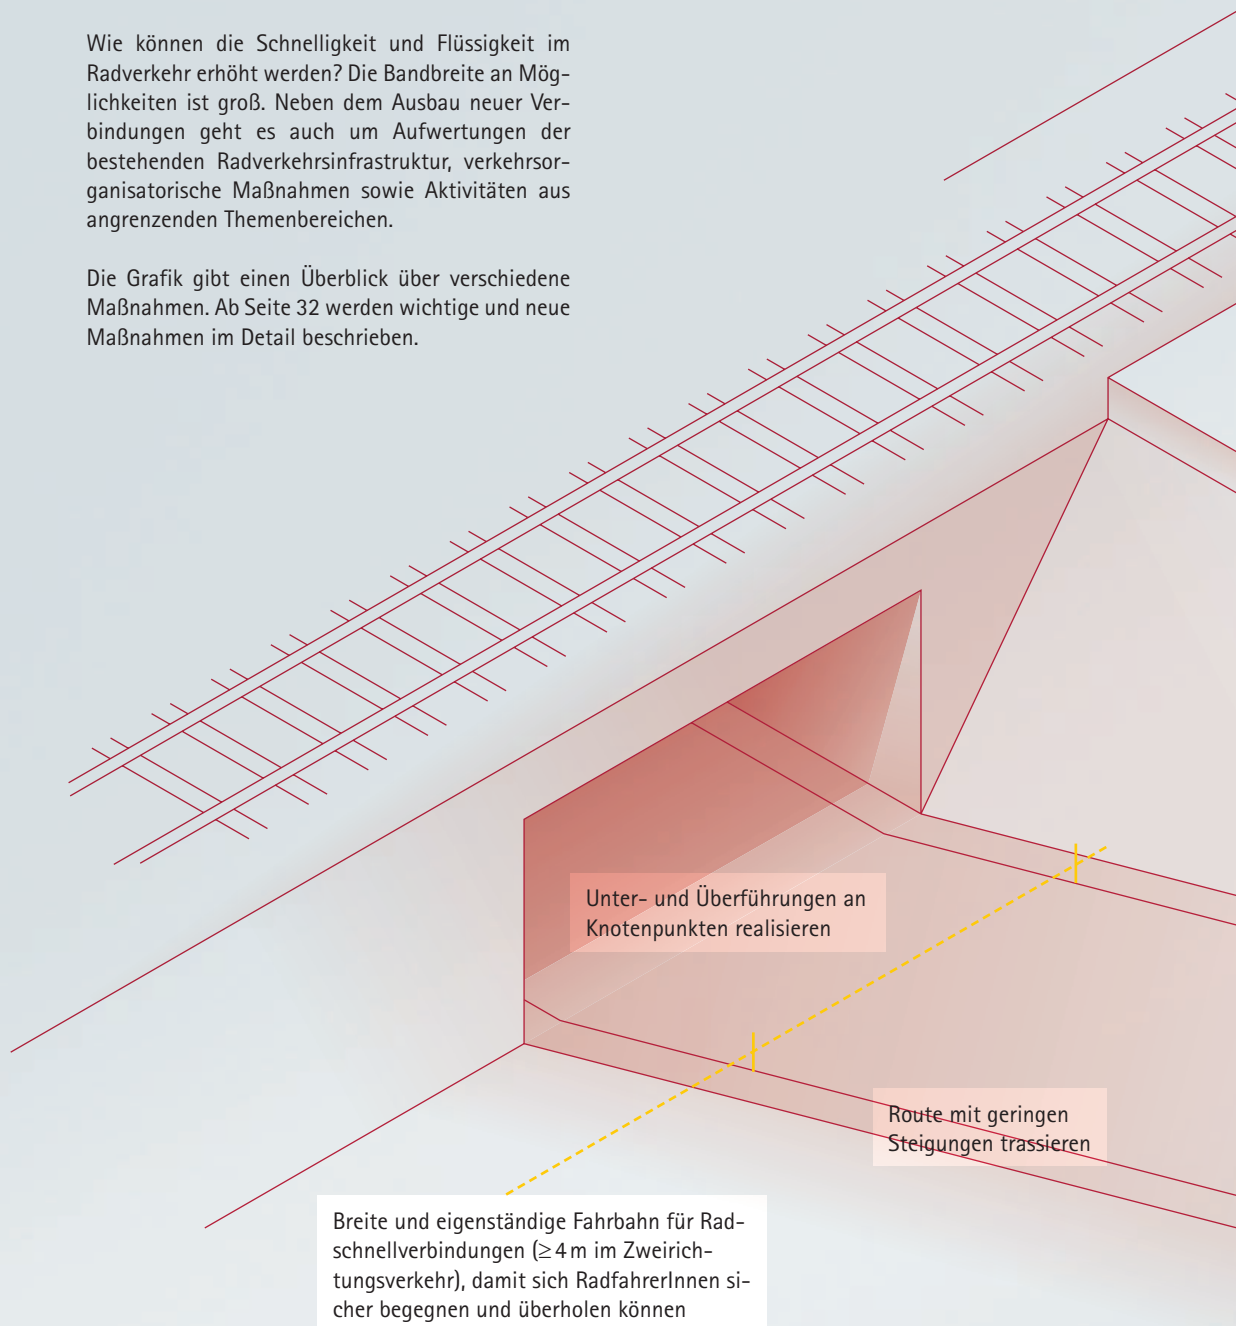 Wie können die Schnelligkeit und Flüssigkeit im
Radverkehr erhöht werden? Die Bandbreite an Mög-
lichkeiten ist groß. Neben dem Ausbau neuer Ver-
bindungen geht es auch um Aufwertungen der
bestehenden Radverkehrsinfrastruktur, verkehrsor-
ganisatorische Maßnahmen sowie Aktivitäten aus
angrenzenden Themenbereichen.
Die Grafik gibt einen Überblick über verschiedene
Maßnahmen. Ab Seite 32 werden wichtige und neue
Maßnahmen im Detail beschrieben.
Unter- und Überführungen an
Knotenpunkten realisieren
Route mit geringen
Steigungen trassieren
Breite und eigenständige Fahrbahn für Rad-
schnellverbindungen (≥ 4 m im Zweirich-
tungsverkehr), damit sich RadfahrerInnen si-
cher begegnen und überholen können